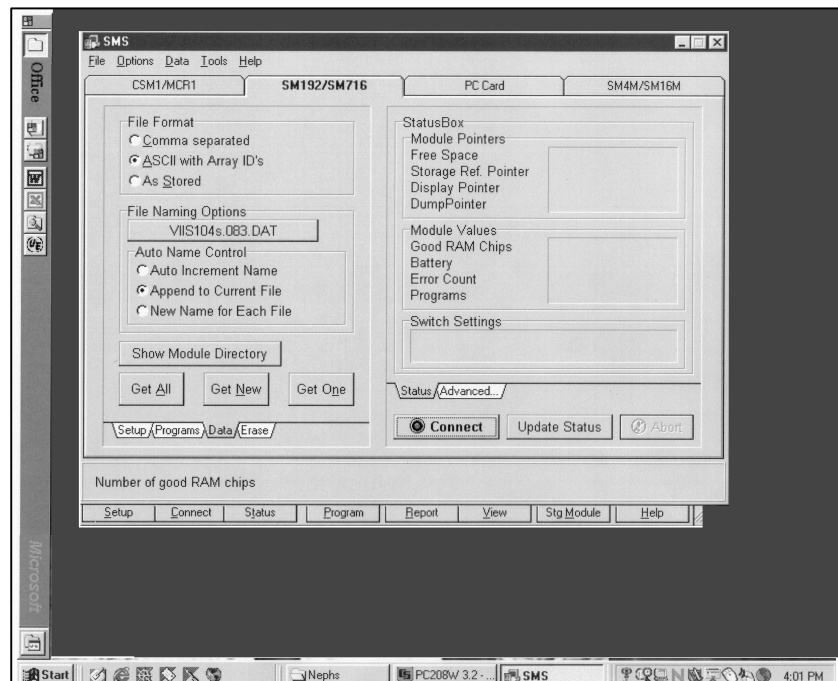 Office
Microsoft
SMS
File Options Data Tools Help
CSM1/MCR1 SM192/SM716 PC Card SM4M/SM16M
File Format
Comma separated
ASCII with Array ID's
As Stored
File Naming Options
VIIS104s.083.DAT
Auto Name Control
Auto Increment Name
Append to Current File
New Name for Each File
Show Module Directory
Get All Get New Get One
Setup Programs Data Erase
StatusBox
Module Pointers
Free Space
Storage Ref. Pointer
Display Pointer
DumpPointer
Module Values
Good RAM Chips
Battery
Error Count
Programs
Switch Settings
Status Advanced...
Connect Update Status Abort
Number of good RAM chips
Setup Connect Status Program Report View Stg Module Help
Start Nephs PC208W 3.2 - ... SMS 4:01 PM